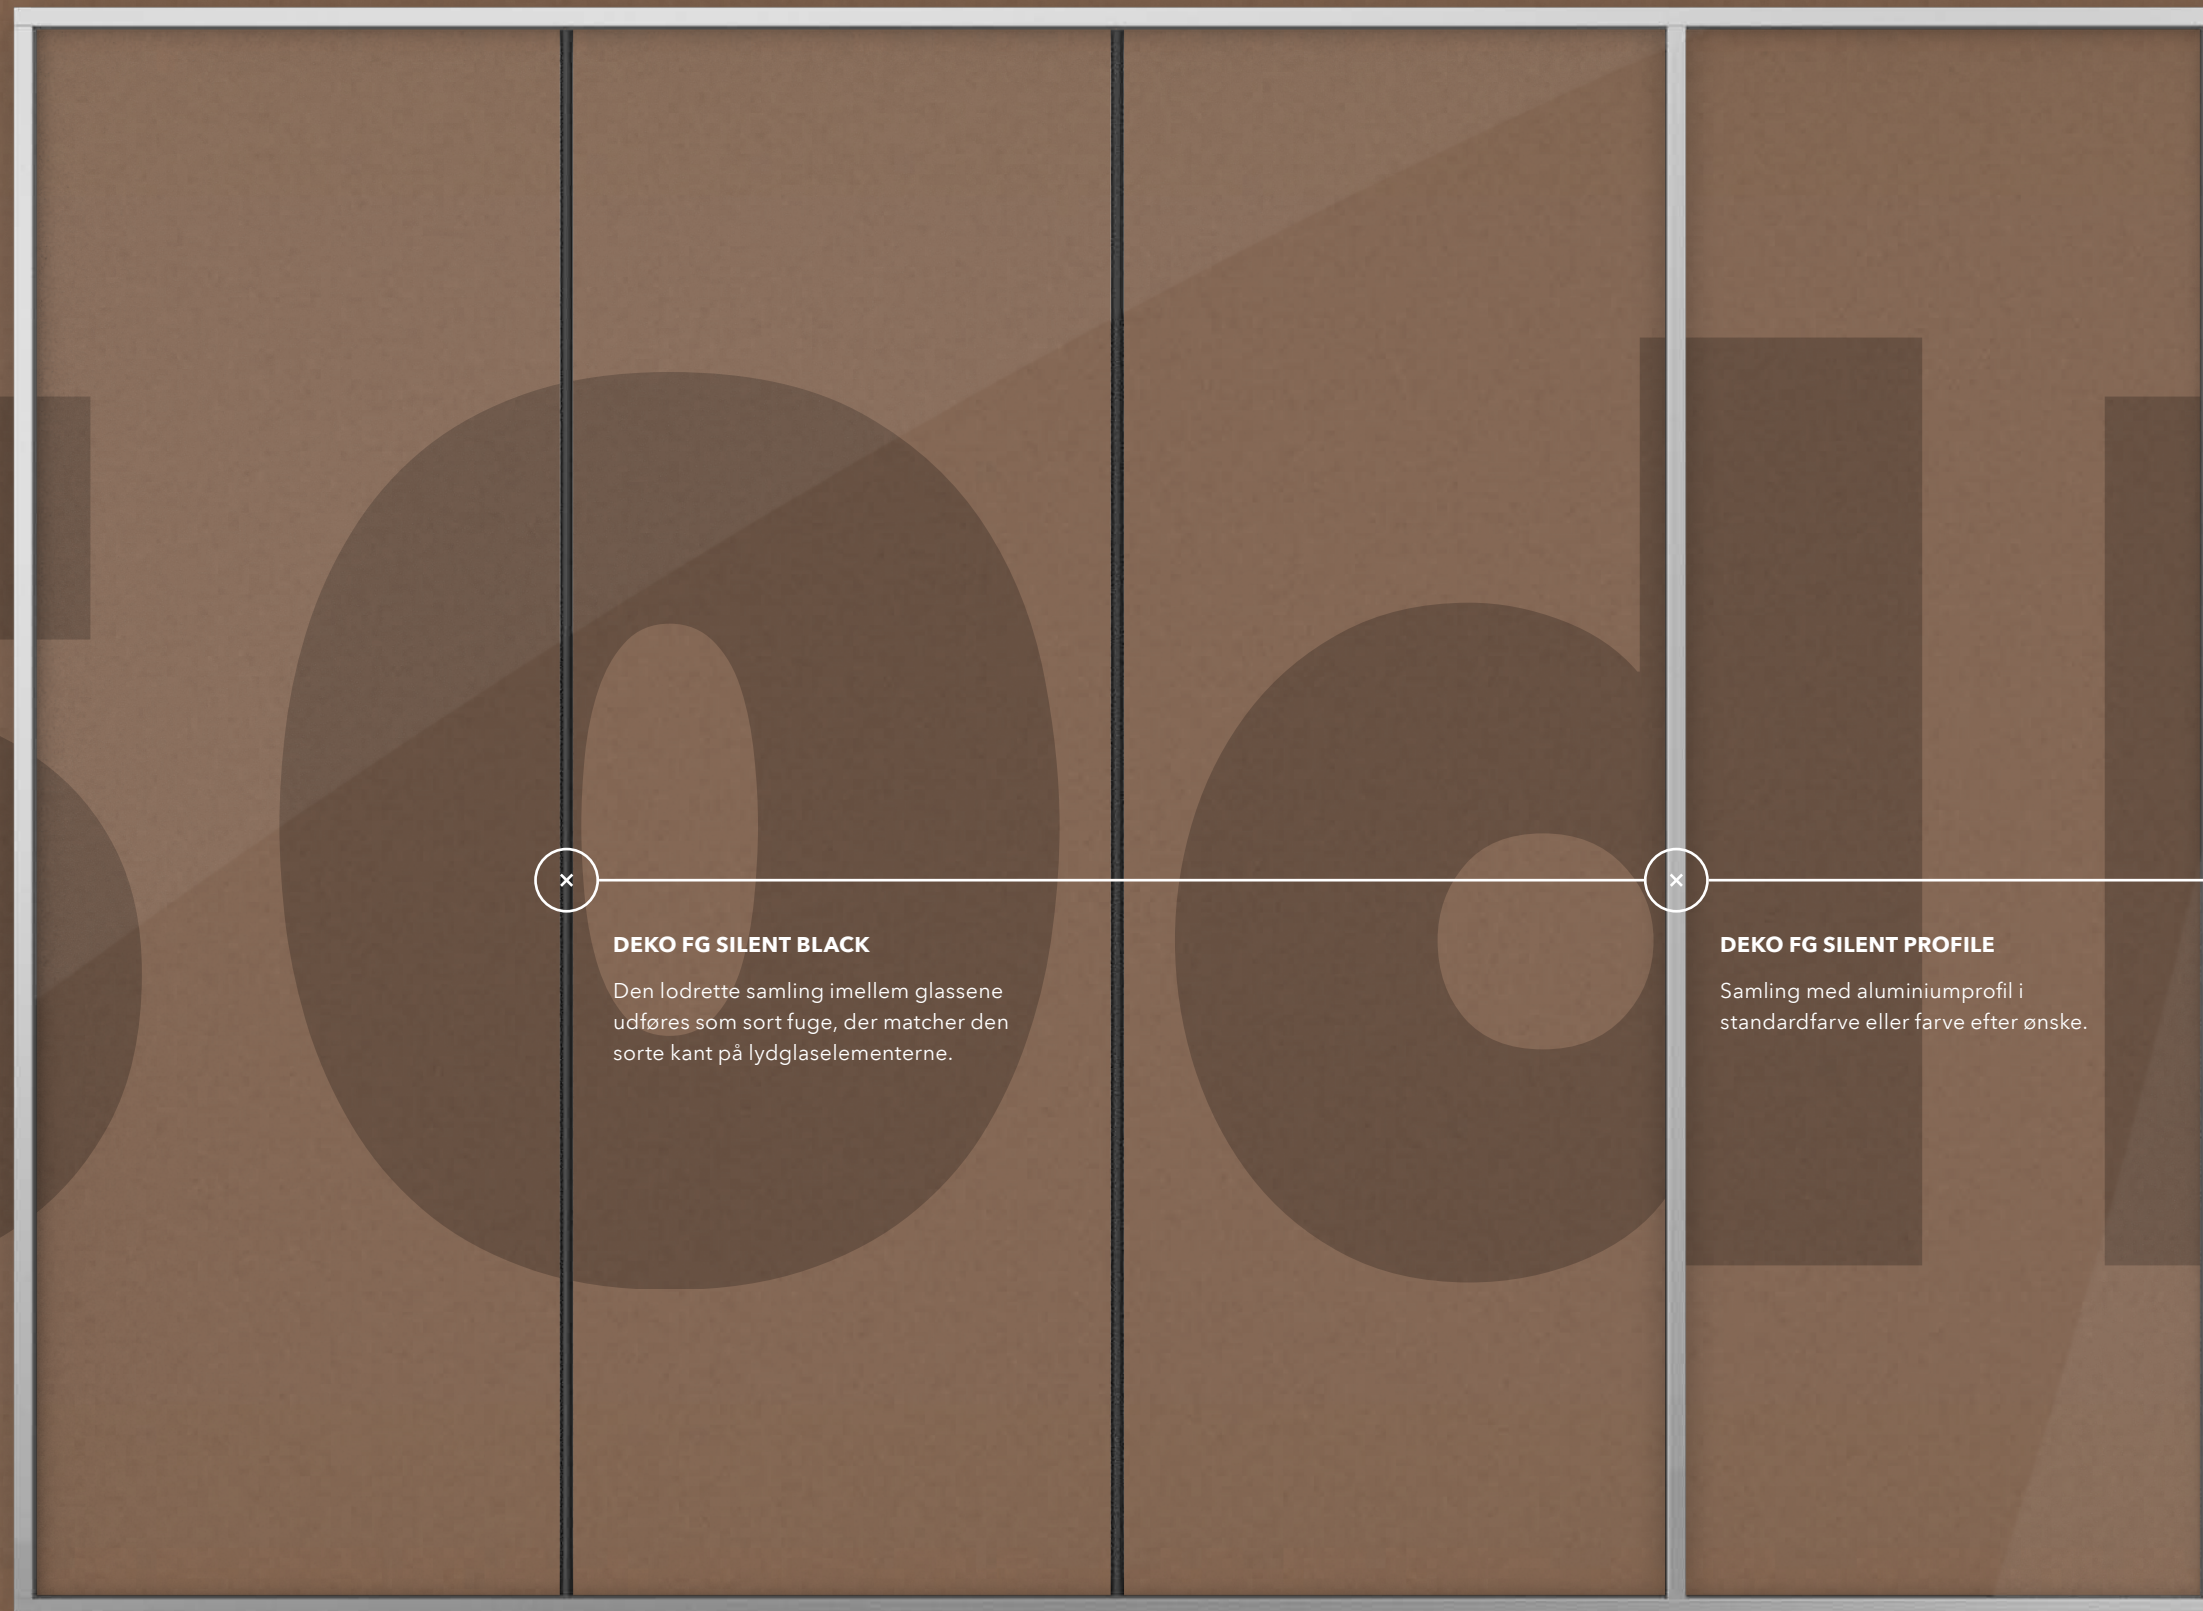 50dB
DEKO FG SILENT BLACK
Den lodrette samling imellem glassene
udføres som sort fuge, der matcher den
sorte kant på lydglaselementerne.
DEKO FG SILENT PROFILE
Samling med aluminiumprofil i
standardfarve eller farve efter ønske.